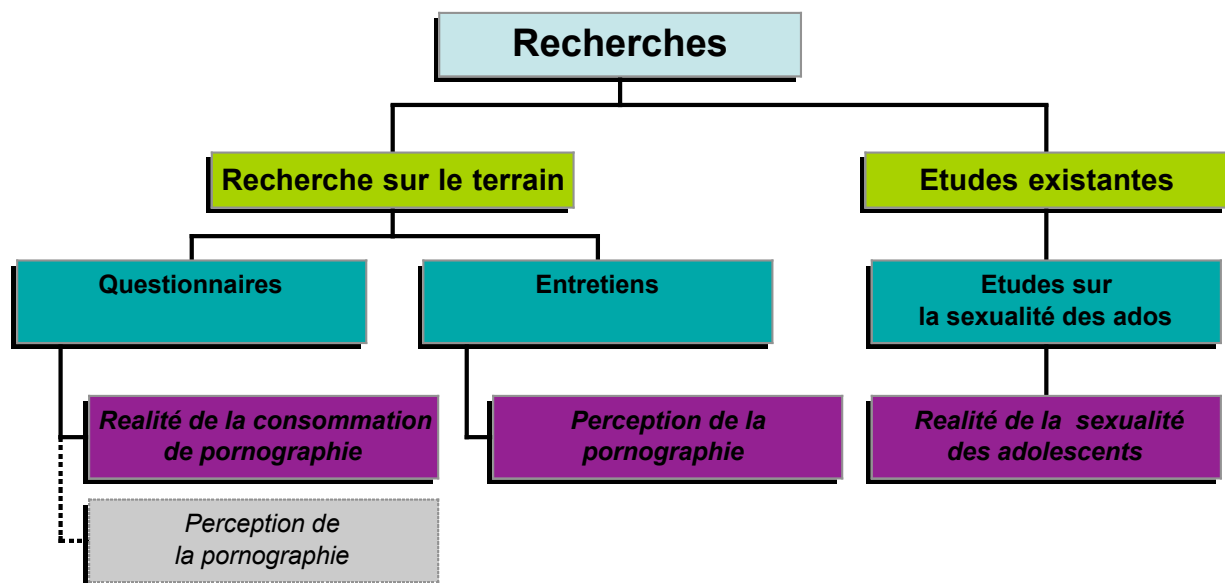 Recherches
Recherche sur le terrain
Etudes existantes
Questionnaires
Entretiens
Etudes sur
la sexualité des ados
Realité de la consommation
de pornographie
Perception de la
pornographie
Realité de la sexualité
des adolescents
Perception de
la pornographie